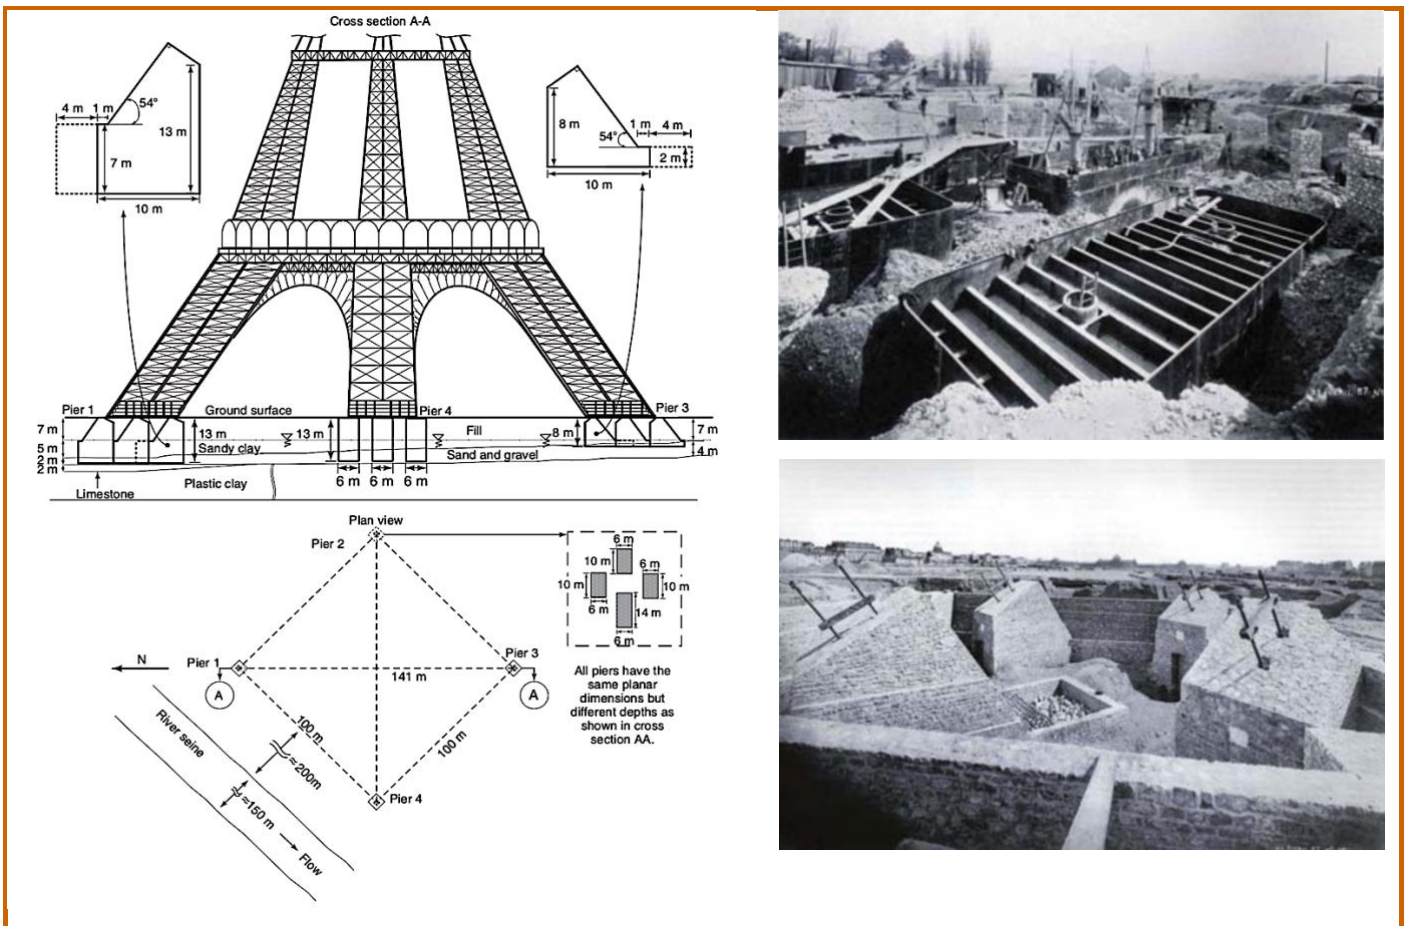 Cross section A-A
4 m
1 m
54°
13 m
7 m
10 m
8 m
1 m
4 m
54°
2 m
10 m
Pier 1
Ground surface
Pier 4
Pier 3
7 m
5 m
2 m
2 m
13 m
13 m
Fill
8 m
7 m
4 m
Sandy clay
Sand and gravel
6 m
6 m
6 m
Plastic clay
Limestone
Plan view
Pier 2
6 m
10 m
6 m
10 m
10 m
6 m
14 m
6 m
N
Pier 1
Pier 3
141 m
A
A
All piers have the
same planar
dimensions but
different depths as
shown in cross
section AA.
River seine
100 m
≈200m
100 m
Pier 4
≈150 m
Flow